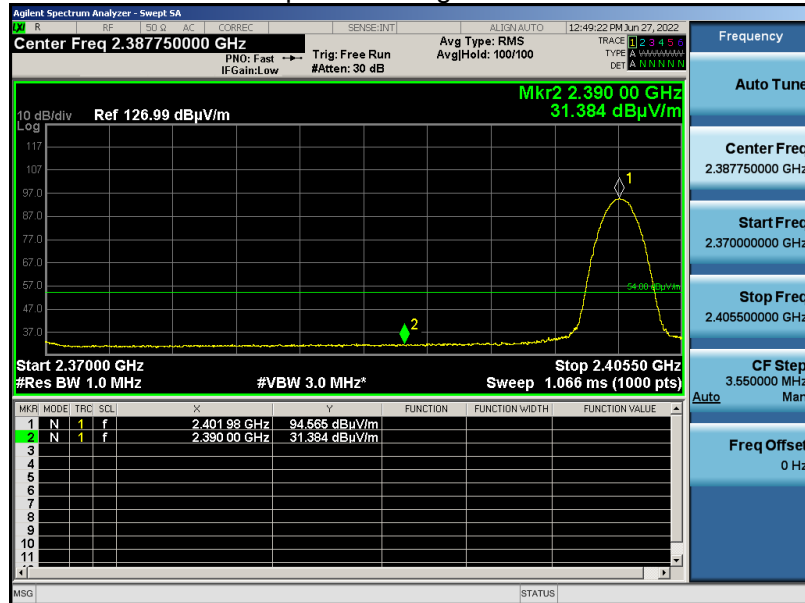 Agilent Spectrum Analyzer - Swept SA
LXI R RF 50 Ω AC CORREC SENSE:INT ALIGN AUTO 12:49:22 PM Jun 27, 2022
Center Freq 2.387750000 GHz
PNO: Fast
IFGain:Low
Trig: Free Run
#Atten: 30 dB
Avg Type: RMS
Avg|Hold: 100/100
TRACE 1 2 3 4 5 6
TYPE A WWWWW
DET A N N N N N
Mkr2 2.390 00 GHz
31.384 dBµV/m
10 dB/div Ref 126.99 dBµV/m
Log
117
107
97.0
87.0
77.0
67.0
57.0
47.0
37.0
1
2
54.00 dBµV/m
Start 2.37000 GHz Stop 2.40550 GHz
#Res BW 1.0 MHz #VBW 3.0 MHz* Sweep 1.066 ms (1000 pts)
MKR MODE TRC SCL X Y FUNCTION FUNCTION WIDTH FUNCTION VALUE
1 N 1 f 2.401 98 GHz 94.565 dBµV/m
2 N 1 f 2.390 00 GHz 31.384 dBµV/m
3
4
5
6
7
8
9
10
11
MSG STATUS
Frequency
Auto Tune
Center Freq
2.387750000 GHz
Start Freq
2.370000000 GHz
Stop Freq
2.405500000 GHz
CF Step
3.550000 MHz
Auto Man
Freq Offset
0 Hz